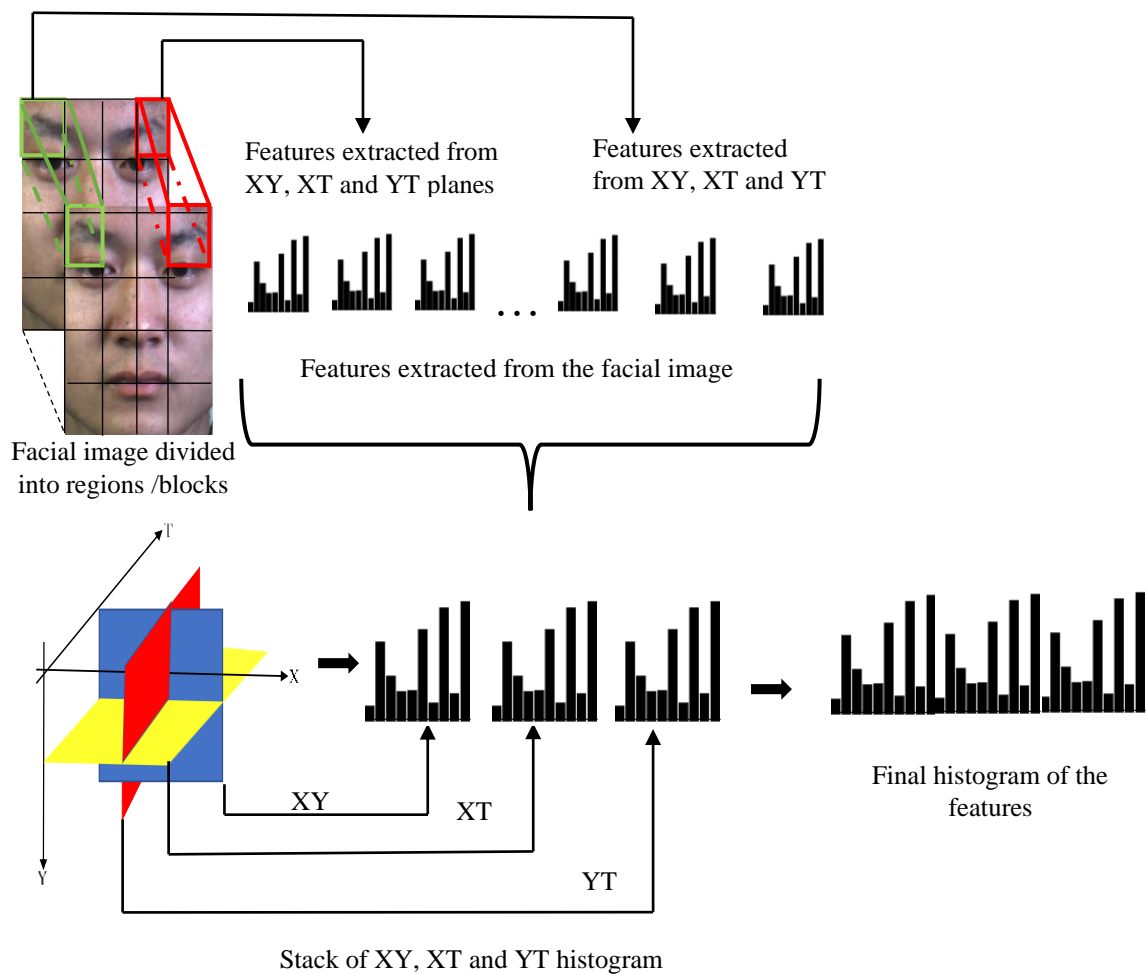 Features extracted from
XY, XT and YT planes
Features extracted
from XY, XT and YT
. . .
Features extracted from the facial image
Facial image divided
into regions /blocks
T
X
Y
XY
XT
YT
Final histogram of the
features
Stack of XY, XT and YT histogram